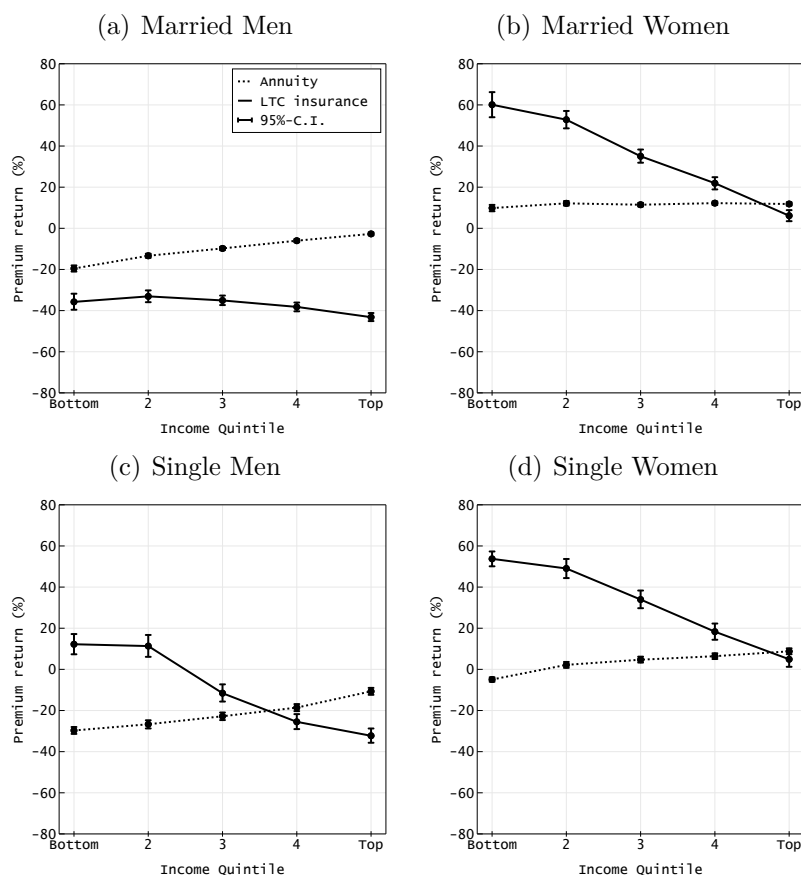 (a) Married Men
80
60
40
20
0
-20
-40
-60
-80
Premium return (%)
Annuity
LTC insurance
95%-C.I.
Bottom 2 3 4 Top
Income Quintile
(b) Married Women
80
60
40
20
0
-20
-40
-60
-80
Premium return (%)
Bottom 2 3 4 Top
Income Quintile
(c) Single Men
80
60
40
20
0
-20
-40
-60
-80
Premium return (%)
Bottom 2 3 4 Top
Income Quintile
(d) Single Women
80
60
40
20
0
-20
-40
-60
-80
Premium return (%)
Bottom 2 3 4 Top
Income Quintile